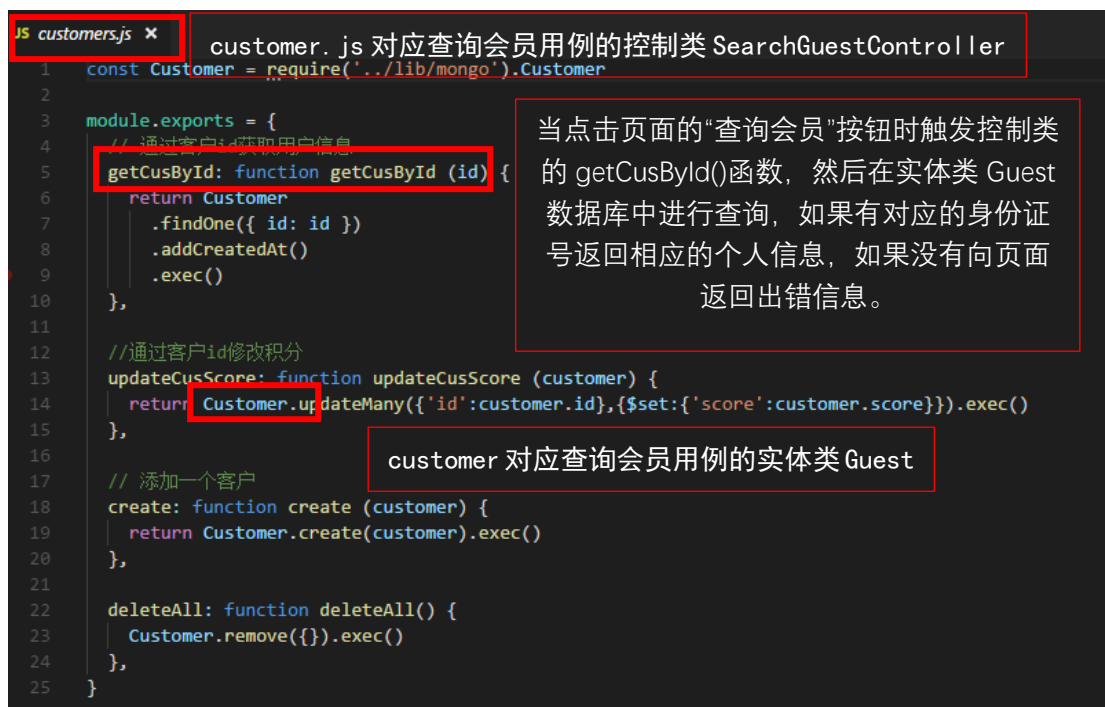 JS customers.js ×
customer.js 对应查询会员用例的控制类 SearchGuestController
1 const Customer = require('../lib/mongo').Customer
2
3 module.exports = {
4 // 通过客户id获取用户信息
5 getCusById: function getCusById (id) {
6 return Customer
7 .findOne({ id: id })
8 .addCreatedAt()
9 .exec()
10 },
11
当点击页面的“查询会员”按钮时触发控制类
的 getCusById()函数，然后在实体类 Guest
数据库中进行查询，如果有对应的身份证
号返回相应的个人信息，如果没有向页面
返回出错信息。
12 //通过客户id修改积分
13 updateCusScore: function updateCusScore (customer) {
14 return Customer.updateMany({'id':customer.id},{$set:{'score':customer.score}}).exec()
15 },
16
customer 对应查询会员用例的实体类 Guest
17 // 添加一个客户
18 create: function create (customer) {
19 return Customer.create(customer).exec()
20 },
21
22 deleteAll: function deleteAll() {
23 Customer.remove({}).exec()
24 },
25 }